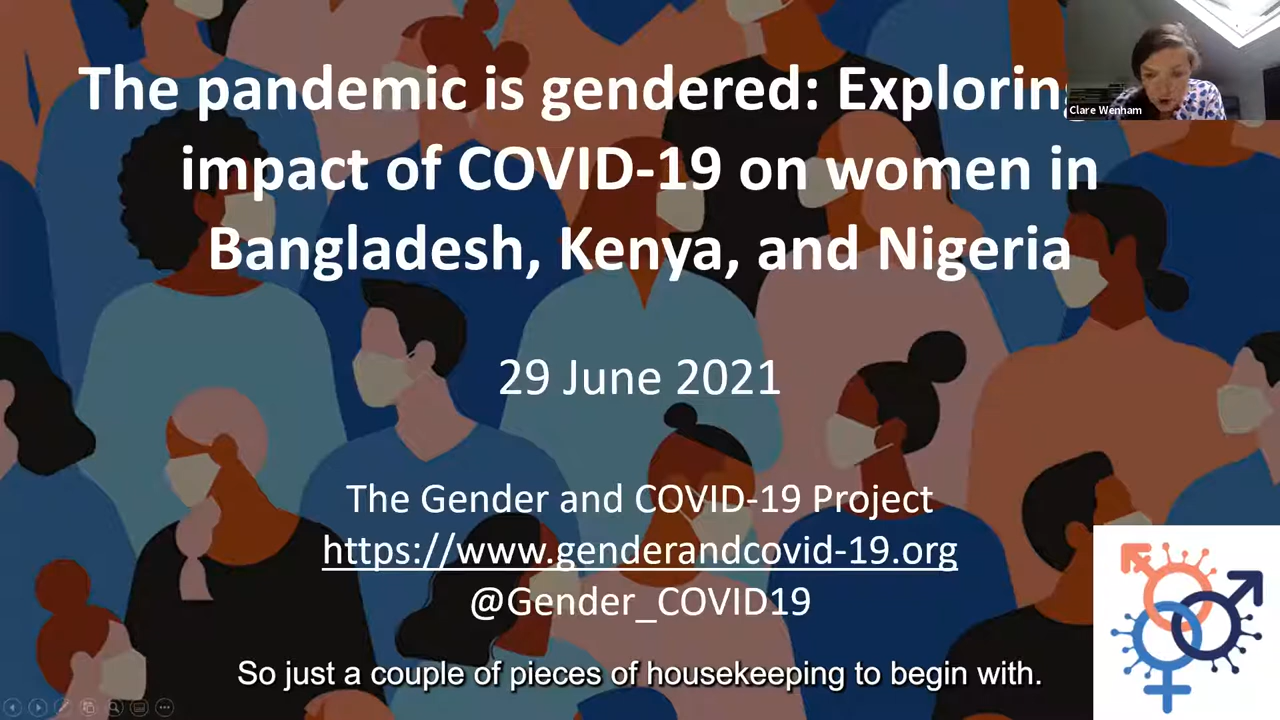 The pandemic is gendered: Explorin
Clare Wenham
impact of COVID-19 on women in
Bangladesh, Kenya, and Nigeria
29 June 2021
The Gender and COVID-19 Project
https://www.genderandcovid-19.org
@Gender_COVID19
So just a couple of pieces of housekeeping to begin with.